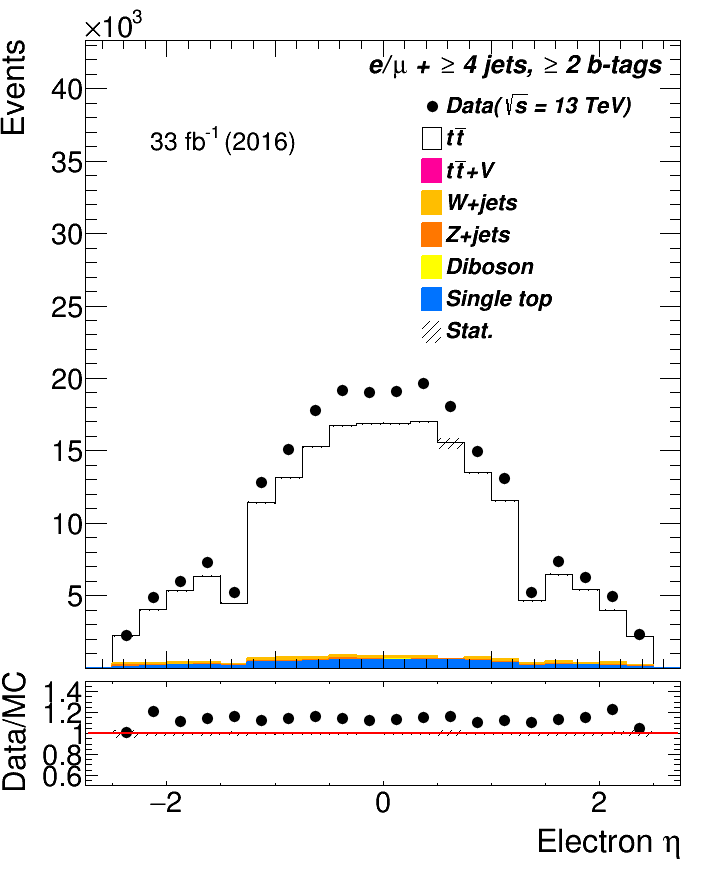 ×10³
Events
e/μ + ≥ 4 jets, ≥ 2 b-tags
Data(√s = 13 TeV)
33 fb⁻¹ (2016)
tt̅
tt̅+V
W+jets
Z+jets
Diboson
Single top
Stat.
40
35
30
25
20
15
10
5
Data/MC
1.4
1.2
1
0.8
0.6
−2 0 2
Electron η